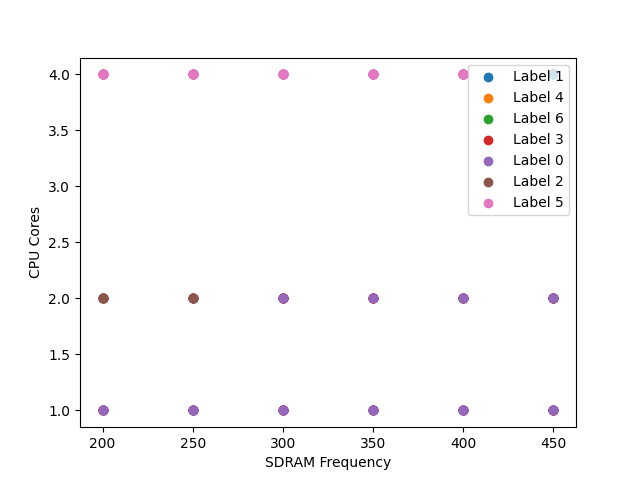 4.0
3.5
3.0
2.5
2.0
1.5
1.0
CPU Cores
200 250 300 350 400 450
SDRAM Frequency
Label 1
Label 4
Label 6
Label 3
Label 0
Label 2
Label 5